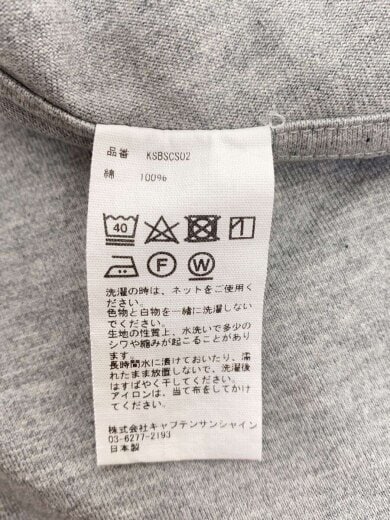 品番 KSBSCS02
綿 100%
40
F W
洗濯の時は、ネットをご使用く
ださい。
色物と白物を一緒に洗濯しない
でください。
生地の性質上、水洗いで多少の
シワや縮みが起こることがあり
ます。
長時間水に漬けておいたり、濡
れたまま放置しないで、洗濯後
はすばやく干してください。
アイロンは、当て布をしてかけ
てください。
株式会社キャプテンサンシャイン
03-6277-2193
日本製